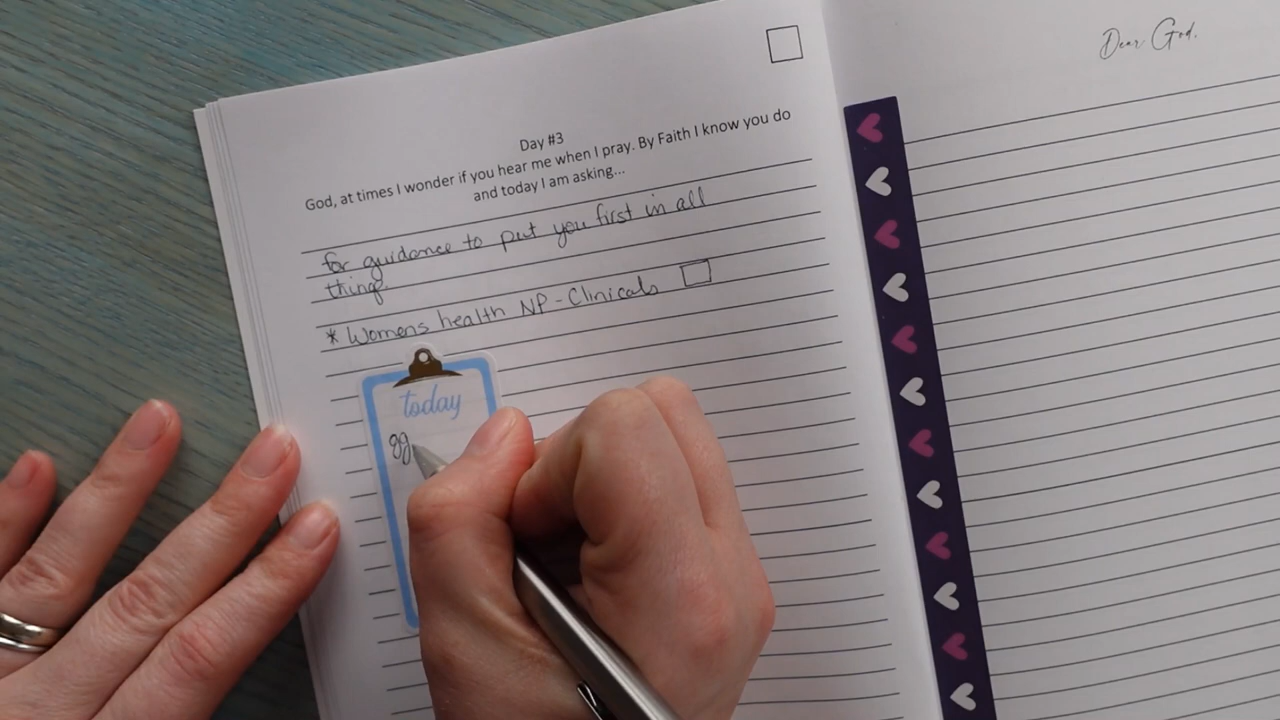 Day #3
God, at times I wonder if you hear me when I pray. By Faith I know you do
and today I am asking...
for guidance to put you first in all
things
* Womens health NP - Clinicals
today
gg
Dear God,